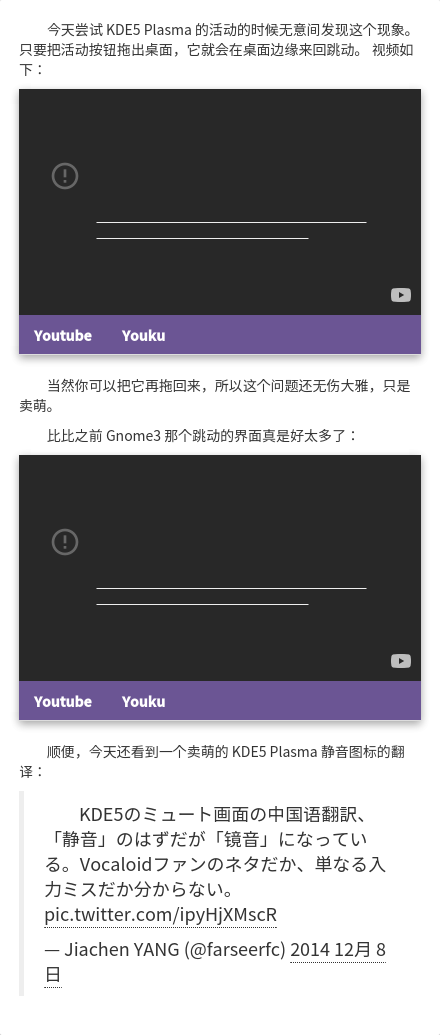 今天尝试 KDE5 Plasma 的活动的时候无意间发现这个现象。
只要把活动按钮拖出桌面，它就会在桌面边缘来回跳动。 视频如
下：
Youtube Youku
当然你可以把它再拖回来，所以这个问题还无伤大雅，只是
卖萌。
比比之前 Gnome3 那个跳动的界面真是好太多了：
Youtube Youku
顺便，今天还看到一个卖萌的 KDE5 Plasma 静音图标的翻
译：
KDE5のミュート画面の中国语翻訳、
「静音」のはずだが「镜音」になってい
る。Vocaloidファンのネタだか、単なる入
力ミスだか分からない。
pic.twitter.com/ipyHjXMscR
— Jiachen YANG (@farseerfc) 2014 12月 8
日